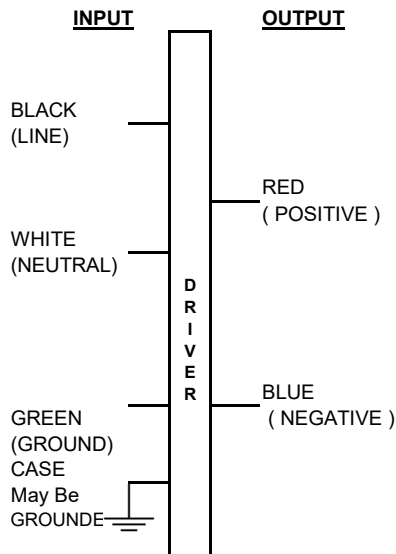 INPUT
OUTPUT
BLACK
(LINE)
RED
( POSITIVE )
WHITE
(NEUTRAL)
D
R
I
V
E
R
BLUE
( NEGATIVE )
GREEN
(GROUND)
CASE
May Be
GROUNDE